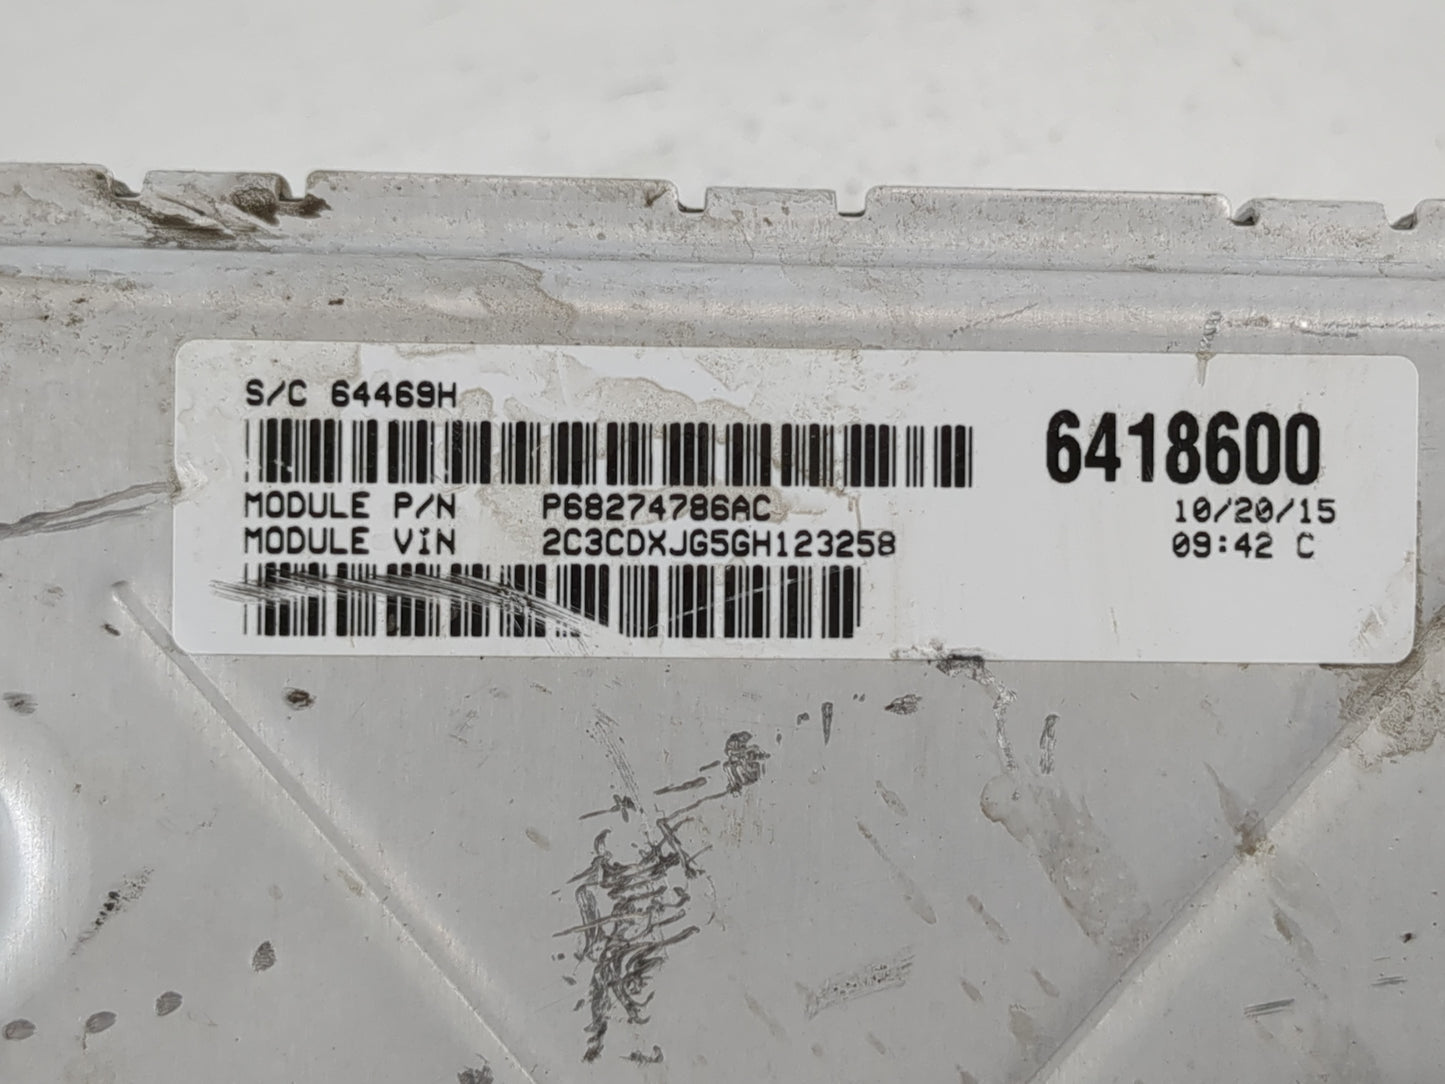 S/C 64469H
6418600
MODULE P/N P68274786AC
10/20/15
MODULE VIN 2C3CDXJG5GH123258
09:42 C